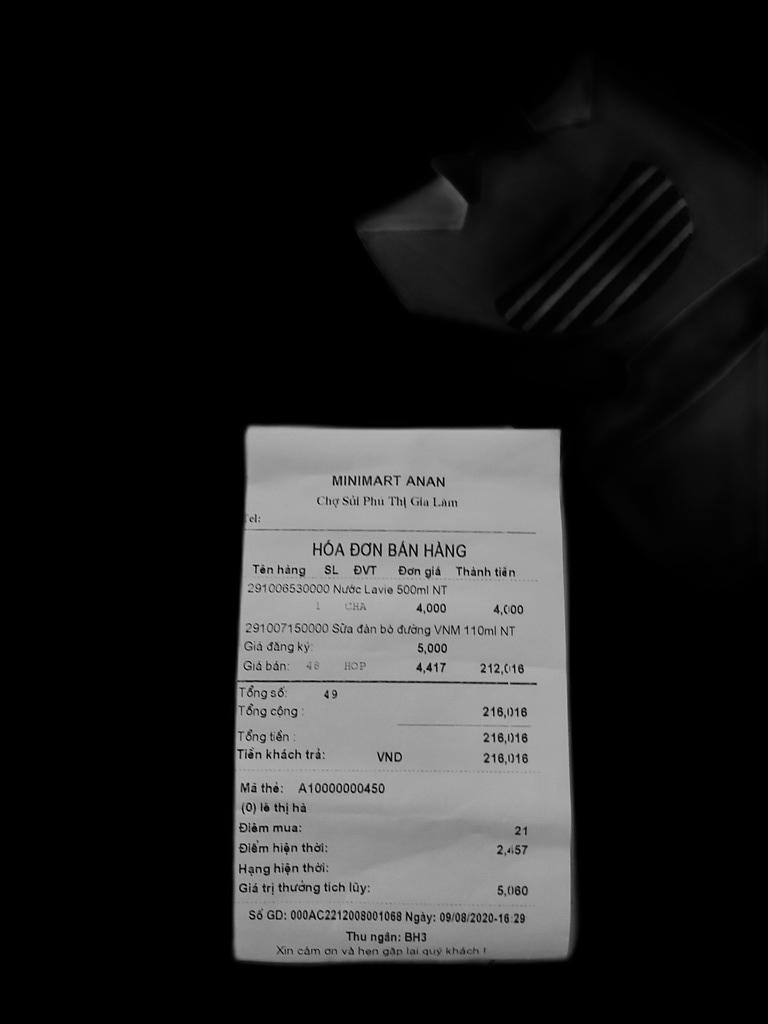 MINIMART ANAN
Chợ Sủi Phú Thị Gia Lâm
Tel:
HÓA ĐƠN BÁN HÀNG
Tên hàng SL ĐVT Đơn giá Thành tiền
291006530000 Nước Lavie 500ml NT
1 CHA 4,000 4,000
291007150000 Sữa đàn bò đường VNM 110ml NT
Giá đăng ký: 5,000
Giá bán: 48 HOP 4,417 212,016
Tổng số: 49
Tổng cộng : 216,016
Tổng tiền : 216,016
Tiền khách trả: VND 216,016
Mã thẻ: A10000000450
(0) lê thị hà
Điểm mua: 21
Điểm hiện thời: 2,457
Hạng hiện thời:
Giá trị thưởng tích lũy: 5,060
Số GD: 000AC2212008001068 Ngày: 09/08/2020-16:29
Thu ngân: BH3
Xin cảm ơn và hẹn gặp lại quý khách !